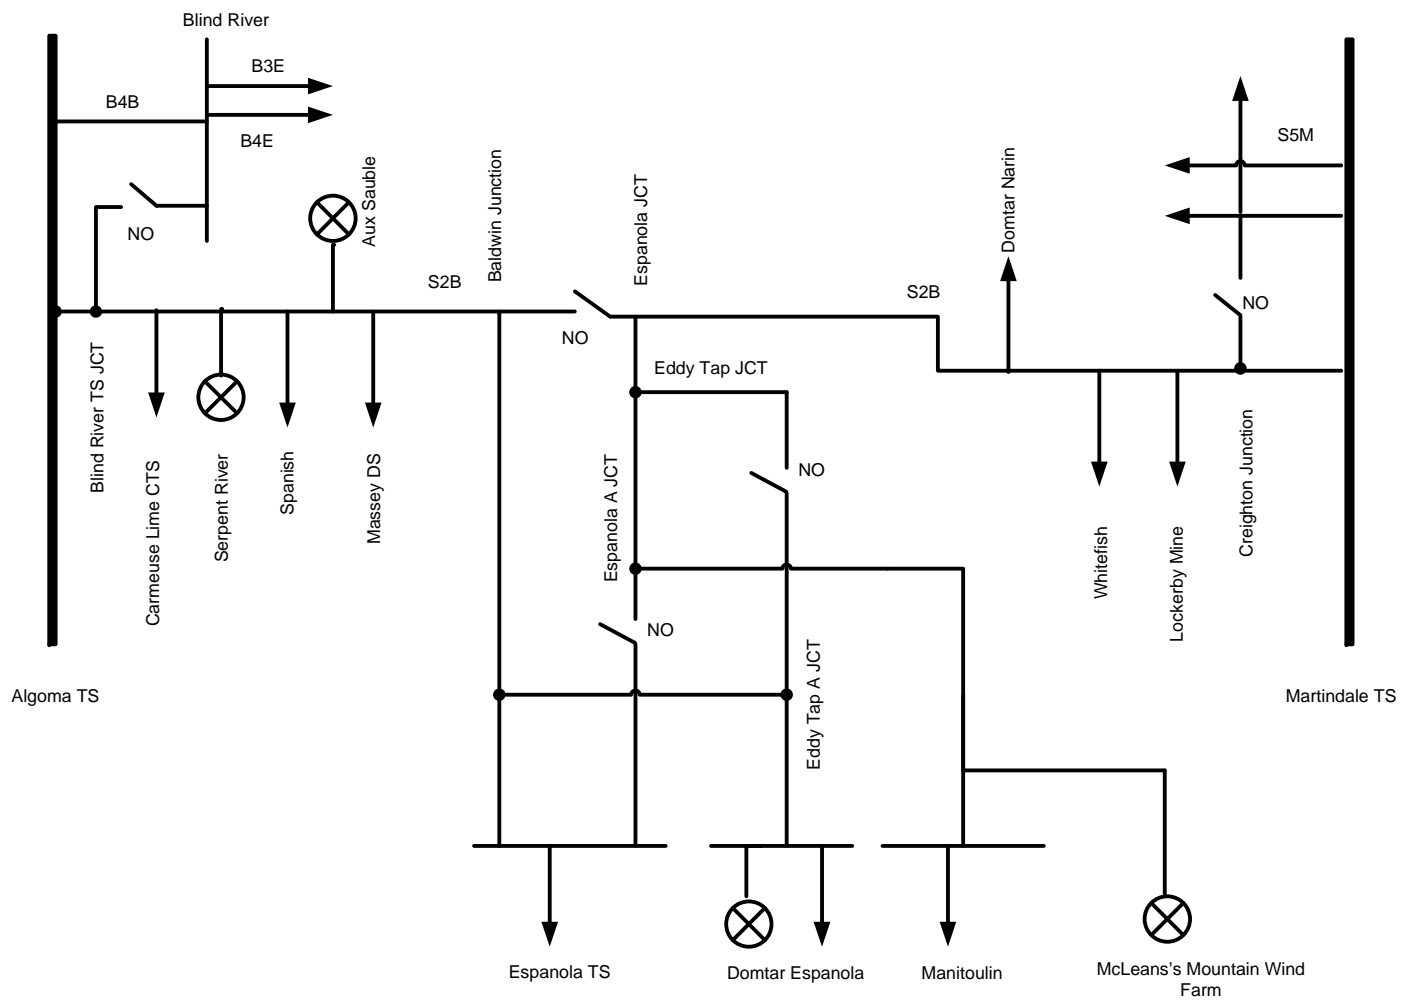 Blind River
B3E
B4B
B4E
S5M
NO
Aux Sauble
Baldwin Junction
Espanola JCT
Domtar Narin
S2B
S2B
NO
NO
Eddy Tap JCT
Blind River TS JCT
Carmeuse Lime CTS
Serpent River
Spanish
Massey DS
Espanola A JCT
NO
Whitefish
Lockerby Mine
Creighton Junction
NO
Eddy Tap A JCT
Algoma TS
Martindale TS
Espanola TS
Domtar Espanola
Manitoulin
McLeans's Mountain Wind
Farm